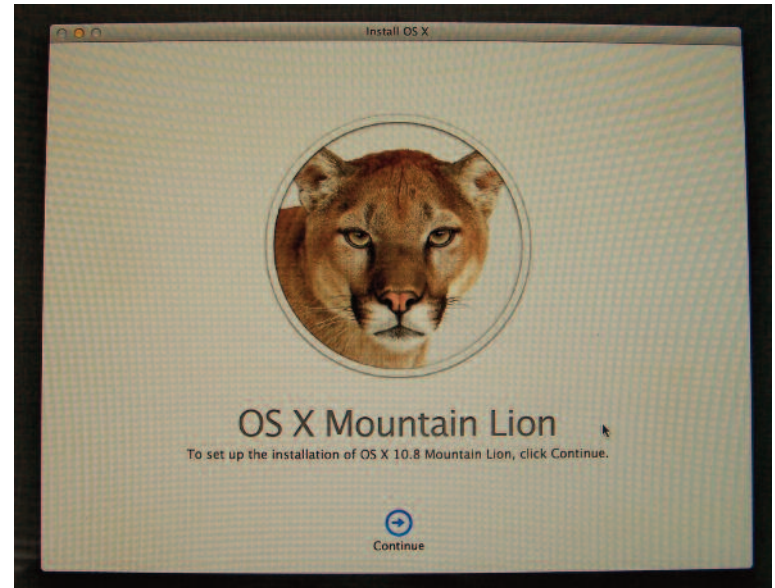 Install OS X
OS X Mountain Lion
To set up the installation of OS X 10.8 Mountain Lion, click Continue.
Continue